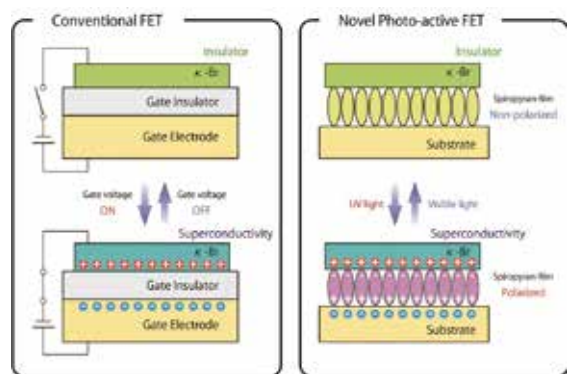 Conventional FET
Insulator
κ -Br
Gate Insulator
Gate Electrode
Gate voltage
ON
Gate voltage
OFF
Superconductivity
κ -Br
Gate Insulator
Gate Electrode
Novel Photo-active FET
Insulator
κ -Br
Spiropyran-film
Non-polarized
Substrate
UV light
Visible light
Superconductivity
κ -Br
Spiropyran-film
Polarized
Substrate